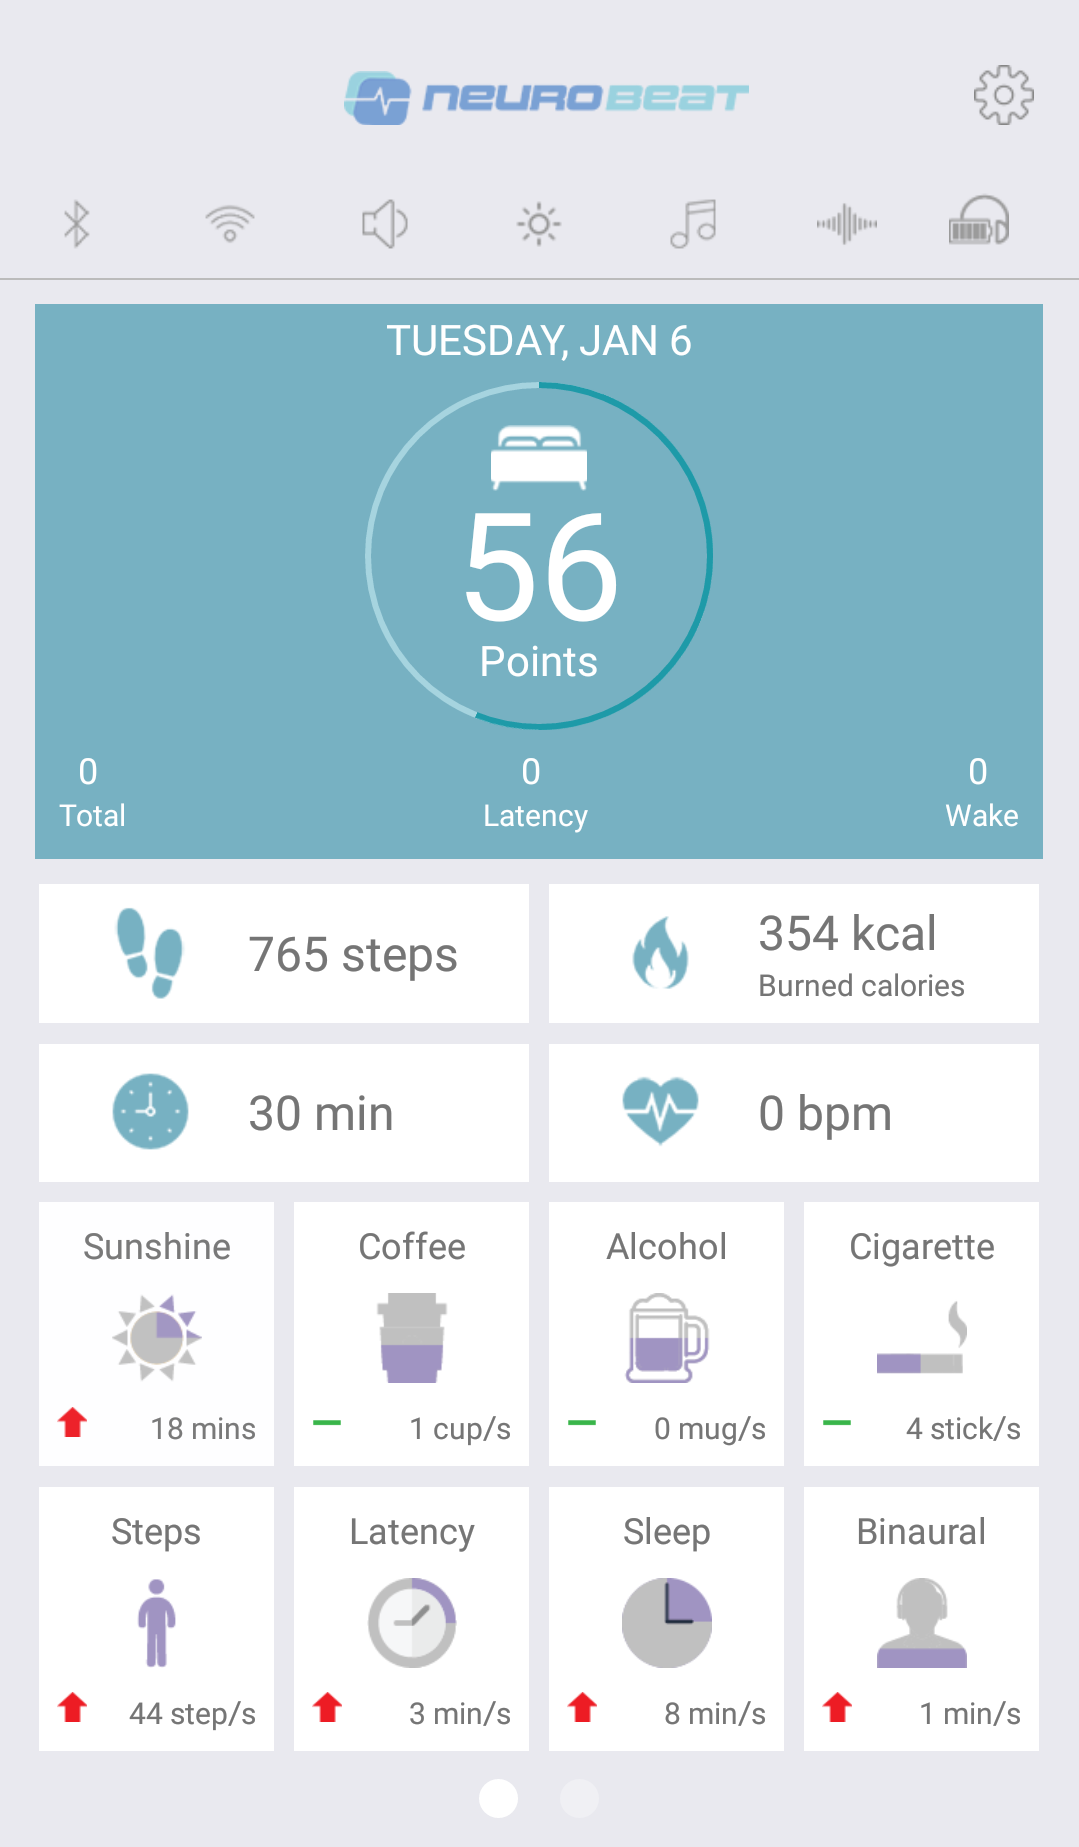 NEUROBEAT
TUESDAY, JAN 6
56
Points
0
Total
0
Latency
0
Wake
765 steps
354 kcal
Burned calories
30 min
0 bpm
Sunshine
18 mins
Coffee
1 cup/s
Alcohol
0 mug/s
Cigarette
4 stick/s
Steps
44 step/s
Latency
3 min/s
Sleep
8 min/s
Binaural
1 min/s